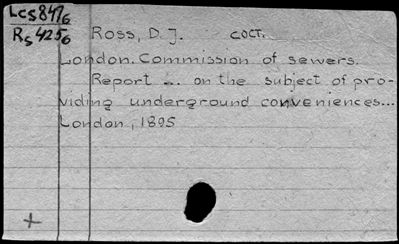 Lcs847/6
Rs425/6 Ross, D. J. сост.
London. Commission of sewers.
Report ... on the subject of pro-
viding underground conveniences...
London, 1895
+